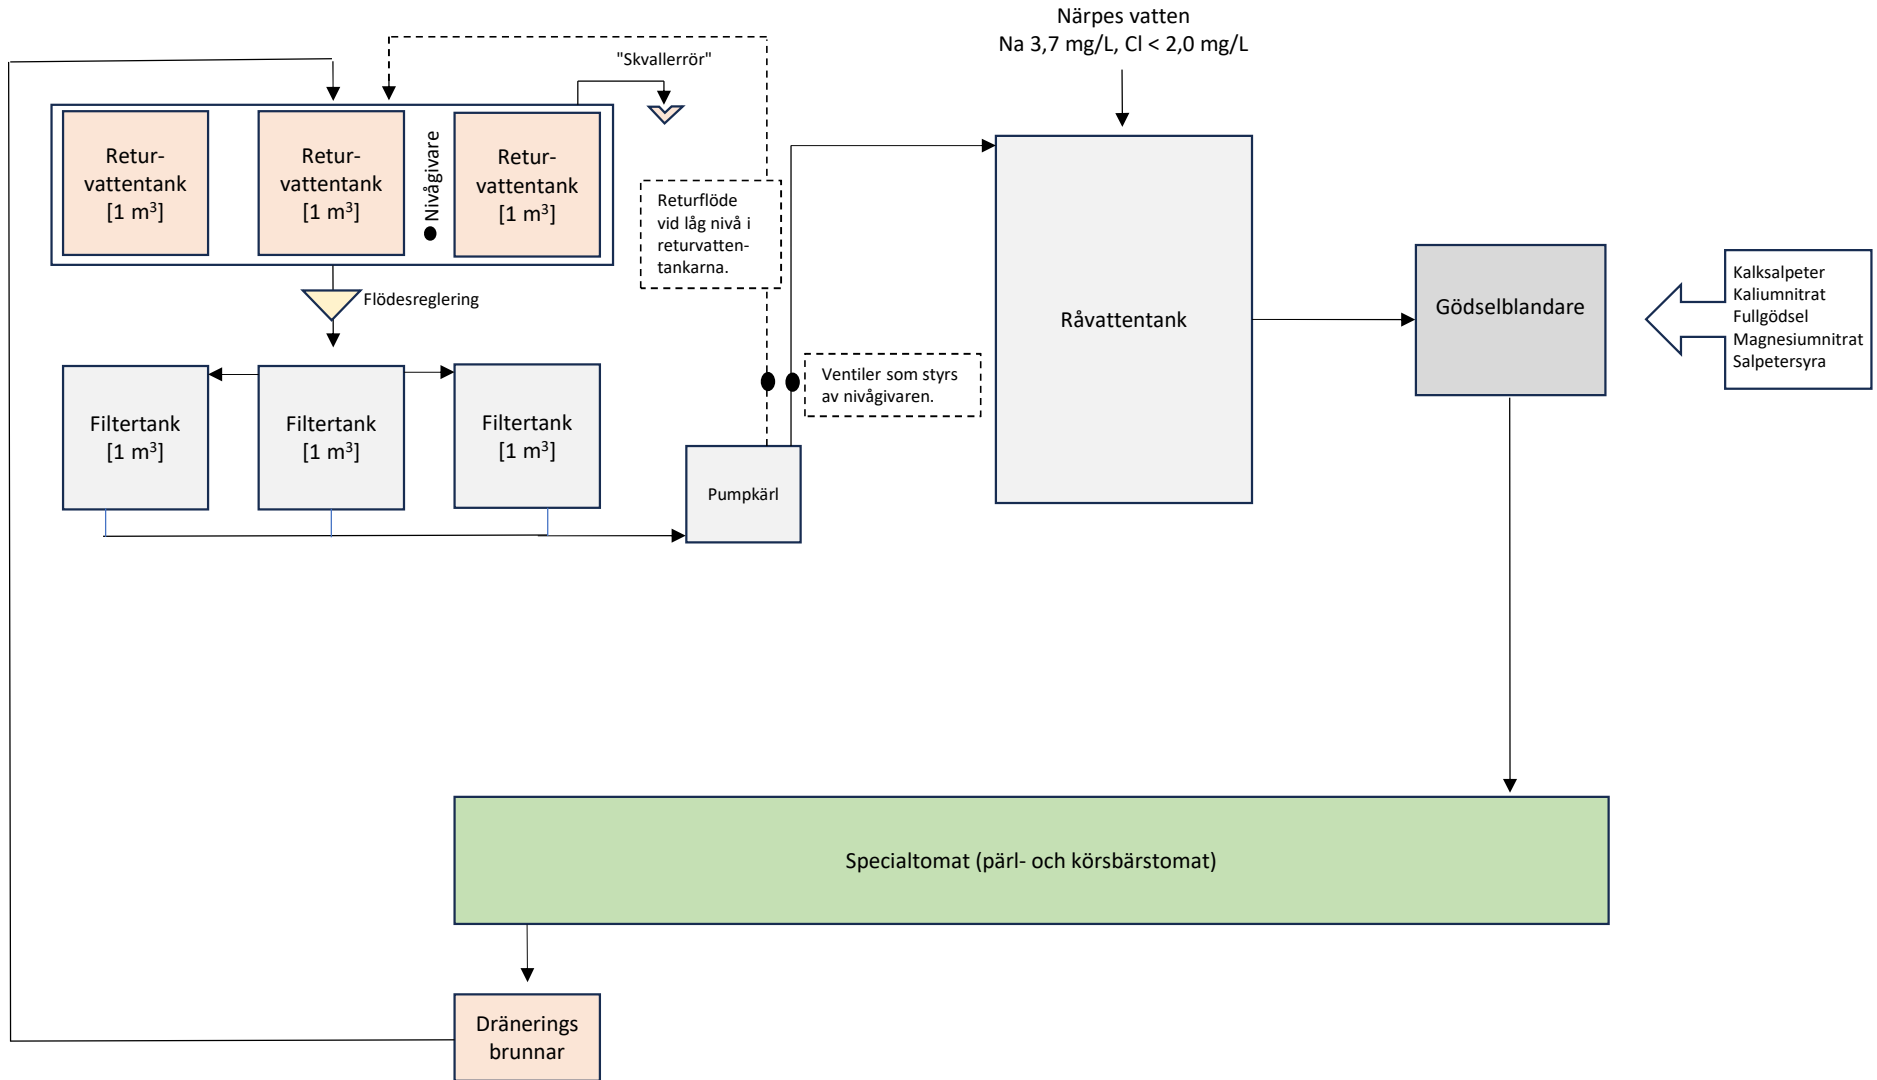 Närpes vatten
Na 3,7 mg/L, Cl < 2,0 mg/L
"Skvallerrör"
Retur-
vattentank
[1 m³]
Retur-
vattentank
[1 m³]
Nivågivare
Retur-
vattentank
[1 m³]
Returflöde
vid låg nivå i
returvatten-
tankarna.
Flödesreglering
Råvattentank
Gödselblandare
Kalksalpeter
Kaliumnitrat
Fullgödsel
Magnesiumnitrat
Salpetersyra
Ventiler som styrs
av nivågivaren.
Filtertank
[1 m³]
Filtertank
[1 m³]
Filtertank
[1 m³]
Pumpkärl
Specialtomat (pärl- och körsbärstomat)
Dränerings
brunnar